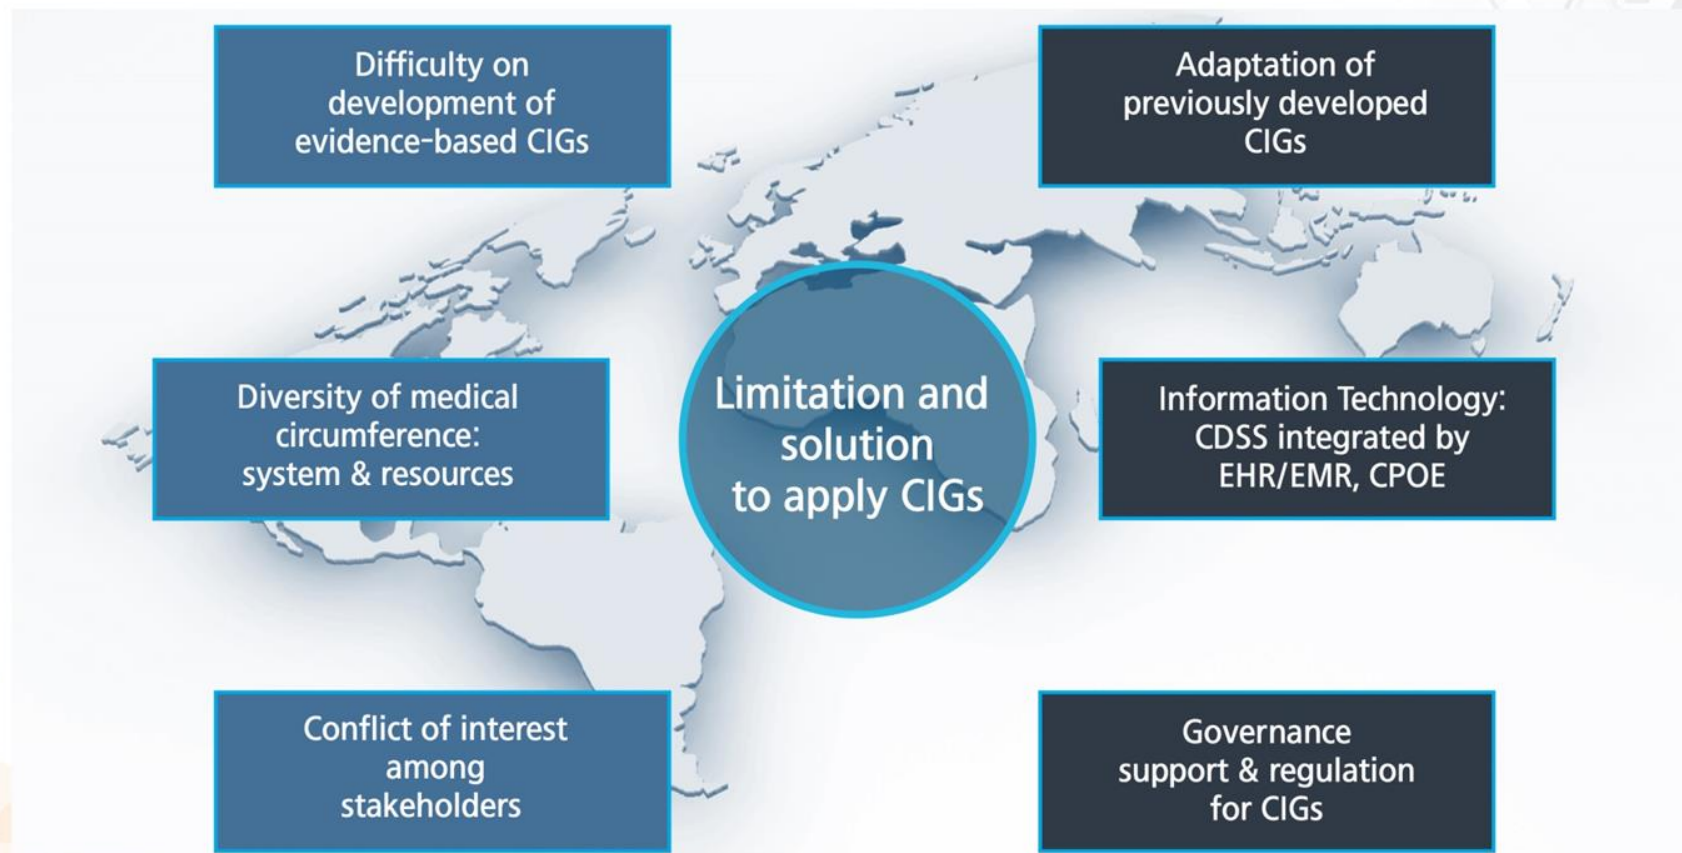 Difficulty on
development of
evidence-based CIGs
Adaptation of
previously developed
CIGs
Diversity of medical
circumference:
system & resources
Limitation and
solution
to apply CIGs
Information Technology:
CDSS integrated by
EHR/EMR, CPOE
Conflict of interest
among
stakeholders
Governance
support & regulation
for CIGs